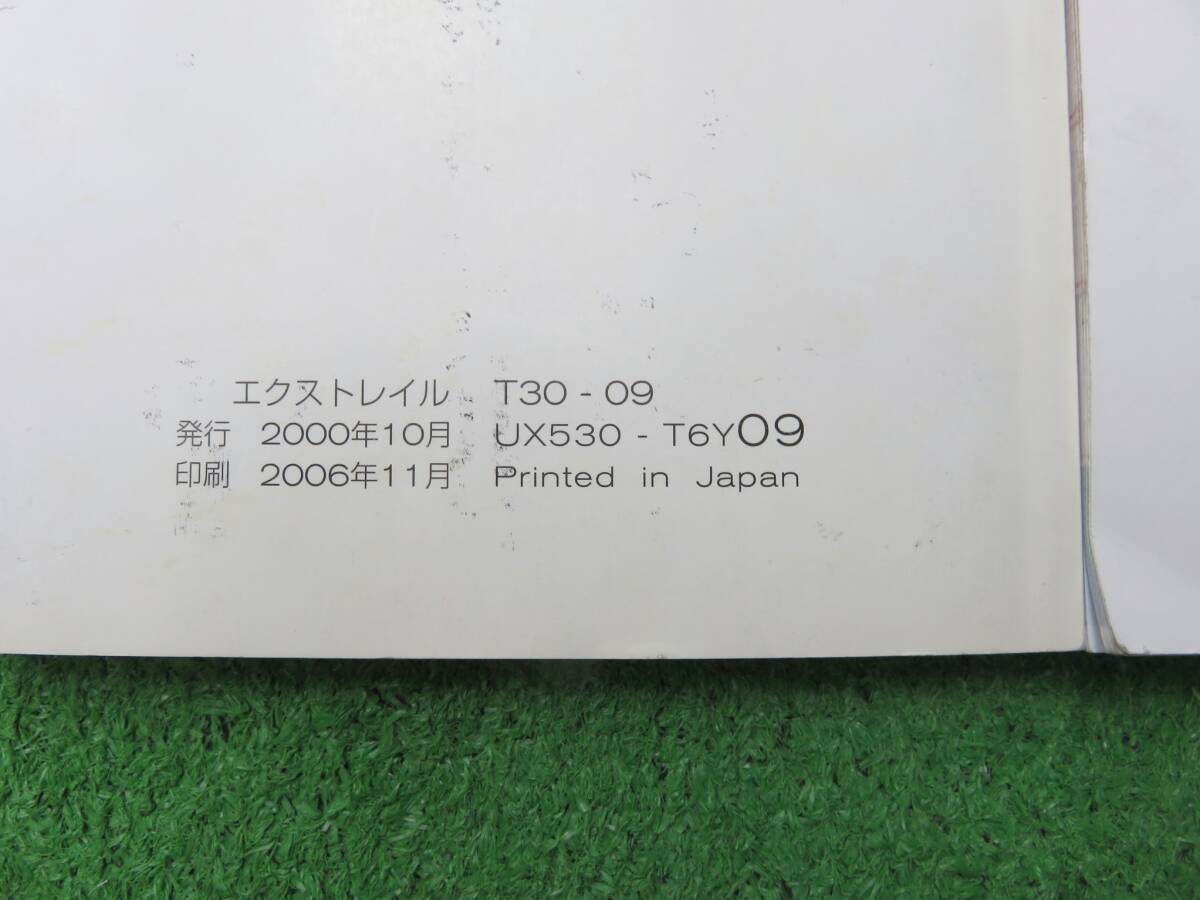 エクストレイル T30 - 09
発行 2000年10月 UX530 - T6Y09
印刷 2006年11月 Printed in Japan